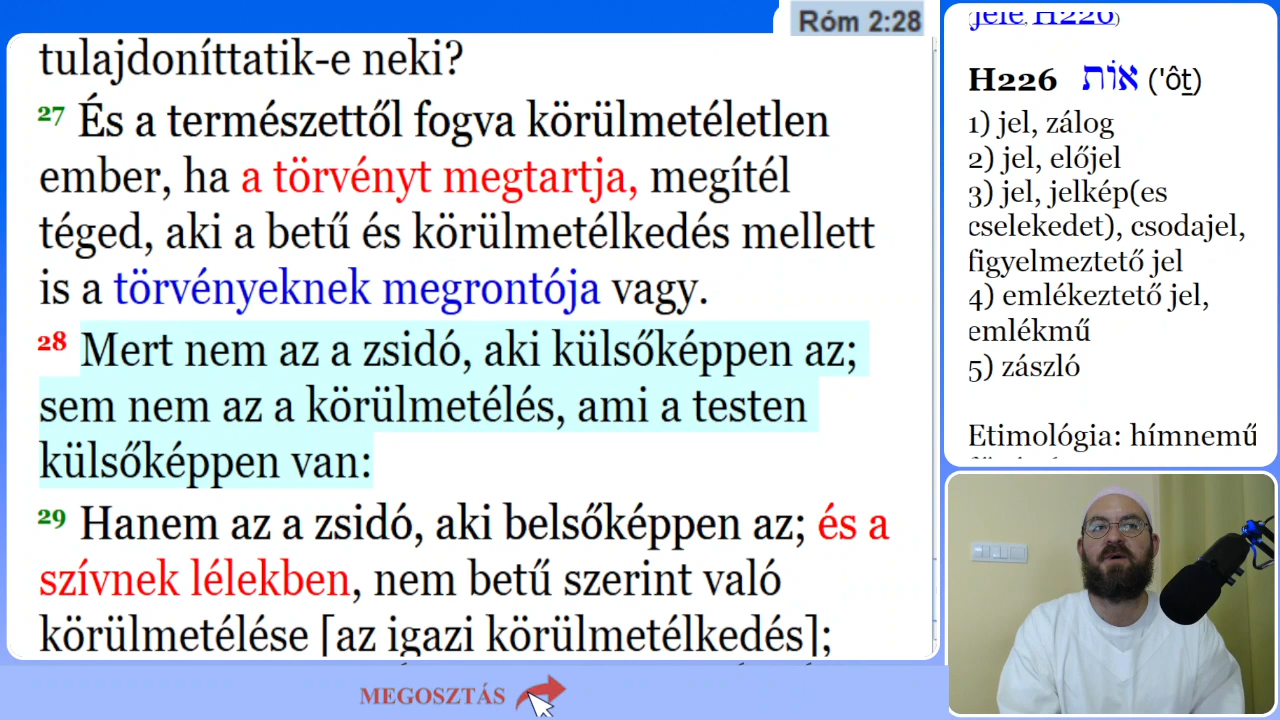 Róm 2:28
tulajdoníttatik-e neki?
27 És a természettől fogva körülmetéletlen
ember, ha a törvényt megtartja, megítél
téged, aki a betű és körülmetélkedés mellett
is a törvényeknek megrontója vagy.
28 Mert nem az a zsidó, aki külsőképpen az;
sem nem az a körülmetélés, ami a testen
külsőképpen van:
29 Hanem az a zsidó, aki belsőképpen az; és a
szívnek lélekben, nem betű szerint való
körülmetélése [az igazi körülmetélkedés];
MEGOSZTÁS
(jele, H226)
H226 אוֹת ('ôṯ)
1) jel, zálog
2) jel, előjel
3) jel, jelkép(es
cselekedet), csodajel,
figyelmeztető jel
4) emlékeztető jel,
emlékmű
5) zászló
Etimológia: hímnemű